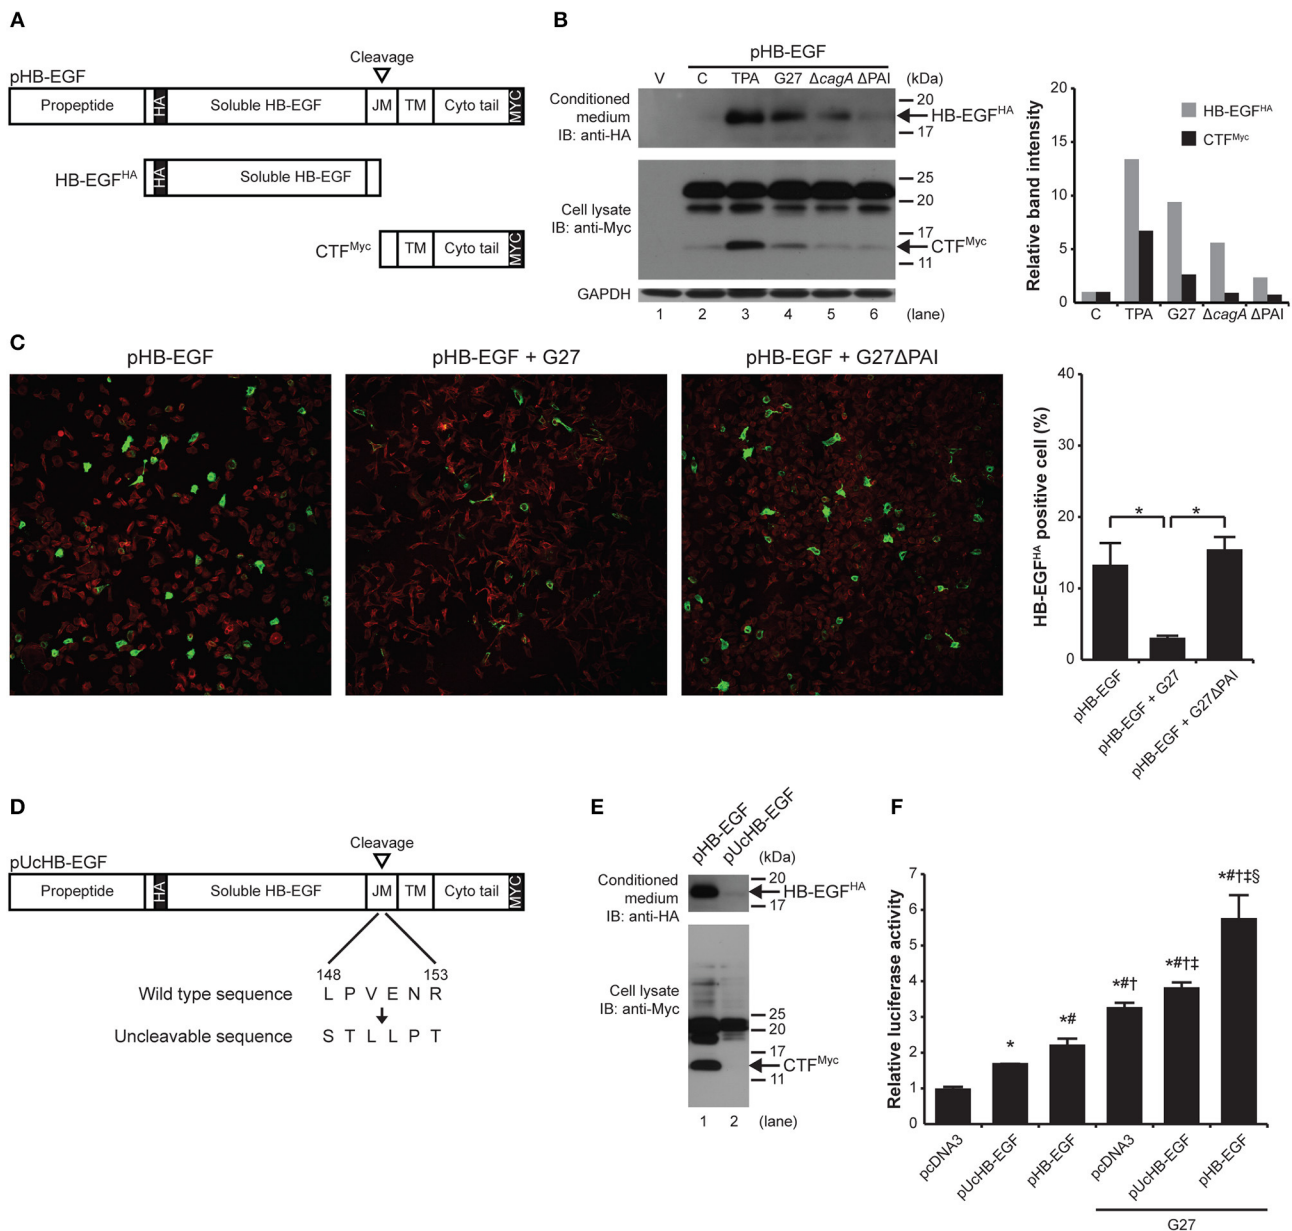 A
pHB-EGF
Cleavage
Propeptide HA Soluble HB-EGF JM TM Cyto tail MYC
HB-EGF^HA HA Soluble HB-EGF
CTF^Myc TM Cyto tail MYC
B
pHB-EGF
V C TPA G27 ΔcagA ΔPAI (kDa)
Conditioned
medium
IB: anti-HA
20
HB-EGF^HA
17
Cell lysate
IB: anti-Myc
25
20
17
CTF^Myc
11
GAPDH
1 2 3 4 5 6 (lane)
Relative band intensity
20
15
10
5
0
HB-EGF^HA
CTF^Myc
C TPA G27 ΔcagA ΔPAI
C
pHB-EGF
pHB-EGF + G27
pHB-EGF + G27ΔPAI
HB-EGF^HA positive cell (%)
40
30
20
10
0
* *
pHB-EGF
pHB-EGF + G27
pHB-EGF + G27ΔPAI
D
pUcHB-EGF
Cleavage
Propeptide HA Soluble HB-EGF JM TM Cyto tail MYC
148 153
Wild type sequence L P V E N R
Uncleavable sequence S T L L P T
E
pHB-EGF
pUcHB-EGF
(kDa)
Conditioned
medium
IB: anti-HA
20
HB-EGF^HA
17
Cell lysate
IB: anti-Myc
25
20
17
CTF^Myc
11
1 2 (lane)
F
Relative luciferase activity
7
6
5
4
3
2
1
0
*
*#
*#†
*#†‡
*#†‡§
pcDNA3
pUcHB-EGF
pHB-EGF
pcDNA3
pUcHB-EGF
pHB-EGF
G27